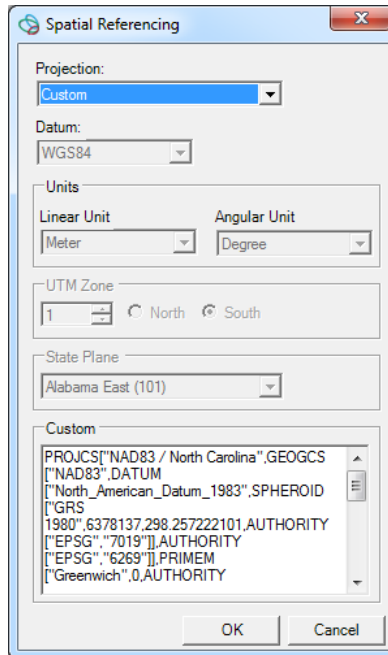 Spatial Referencing
Projection:
Custom
Datum:
WGS84
Units
Linear Unit
Angular Unit
Meter
Degree
UTM Zone
1
North
South
State Plane
Alabama East (101)
Custom
PROJCS["NAD83 / North Carolina",GEOGCS
["NAD83",DATUM
["North_American_Datum_1983",SPHEROID
["GRS
1980",6378137,298.257222101,AUTHORITY
["EPSG","7019"]],AUTHORITY
["EPSG","6269"]],PRIMEM
["Greenwich",0,AUTHORITY
OK
Cancel